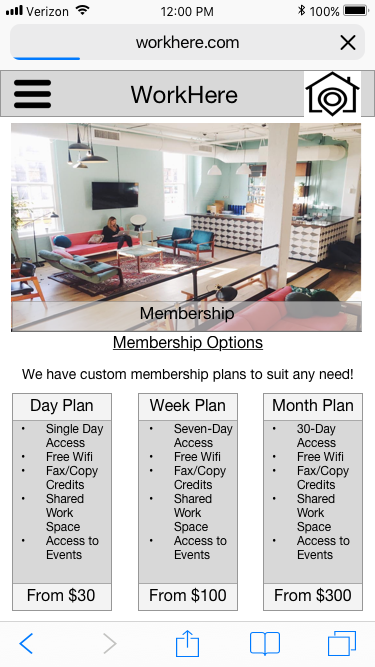 Verizon 12:00 PM 100%
workhere.com
WorkHere
Membership
Membership Options
We have custom membership plans to suit any need!
Day Plan
• Single Day
Access
• Free Wifi
• Fax/Copy
Credits
• Shared
Work
Space
• Access to
Events
From $30
Week Plan
• Seven-Day
Access
• Free Wifi
• Fax/Copy
Credits
• Shared
Work
Space
• Access to
Events
From $100
Month Plan
• 30-Day
Access
• Free Wifi
• Fax/Copy
Credits
• Shared
Work
Space
• Access to
Events
From $300